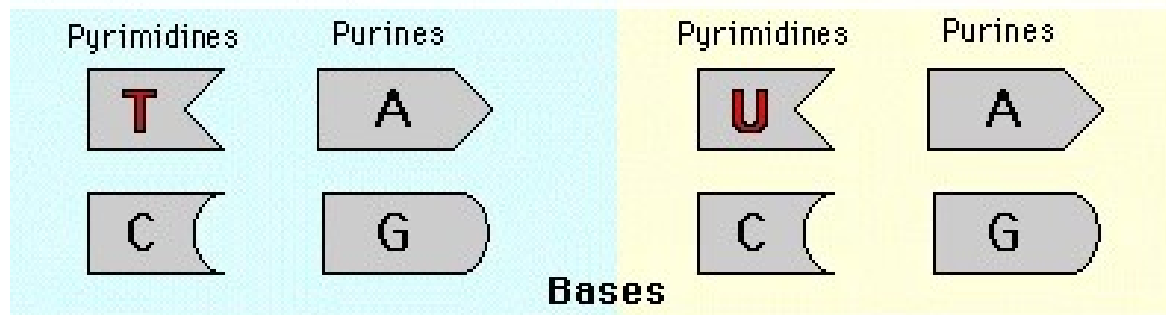 Pyrimidines Purines Pyrimidines Purines
T A U A
C G C G
Bases